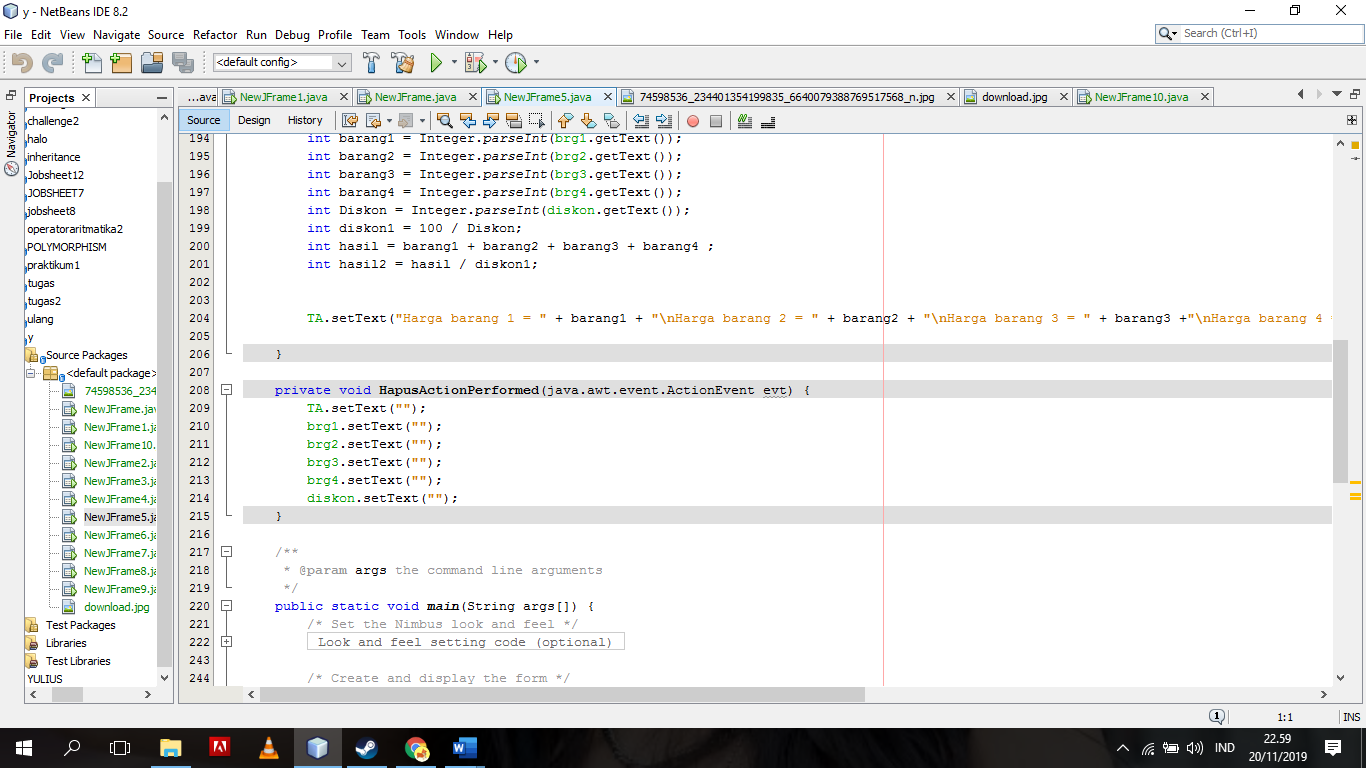 y - NetBeans IDE 8.2
File Edit View Navigate Source Refactor Run Debug Profile Team Tools Window Help
Search (Ctrl+I)
<default config>
Projects
...ava NewJFrame1.java NewJFrame.java NewJFrame5.java 74598536_234401354199835_6640079388769517568_n.jpg download.jpg NewJFrame10.java
Navigator
Source Design History
challenge2
halo
inheritance
Jobsheet12
JOBSHEET7
jobsheet8
operatoraritmatika2
POLYMORPHISM
praktikum1
tugas
tugas2
ulang
y
Source Packages
<default package>
74598536_234
NewJFrame.jav
NewJFrame1.ja
NewJFrame10.
NewJFrame2.ja
NewJFrame3.ja
NewJFrame4.ja
NewJFrame5.ja
NewJFrame6.ja
NewJFrame7.ja
NewJFrame8.ja
NewJFrame9.ja
download.jpg
Test Packages
Libraries
Test Libraries
YULIUS
194 int barang1 = Integer.parseInt(brg1.getText());
195 int barang2 = Integer.parseInt(brg2.getText());
196 int barang3 = Integer.parseInt(brg3.getText());
197 int barang4 = Integer.parseInt(brg4.getText());
198 int Diskon = Integer.parseInt(diskon.getText());
199 int diskon1 = 100 / Diskon;
200 int hasil = barang1 + barang2 + barang3 + barang4 ;
201 int hasil2 = hasil / diskon1;
202
203
204 TA.setText("Harga barang 1 = " + barang1 + "\nHarga barang 2 = " + barang2 + "\nHarga barang 3 = " + barang3 +"\nHarga barang 4
205
206 }
207
208 private void HapusActionPerformed(java.awt.event.ActionEvent evt) {
209 TA.setText("");
210 brg1.setText("");
211 brg2.setText("");
212 brg3.setText("");
213 brg4.setText("");
214 diskon.setText("");
215 }
216
217 /**
218 * @param args the command line arguments
219 */
220 public static void main(String args[]) {
221 /* Set the Nimbus look and feel */
222 Look and feel setting code (optional)
243
244 /* Create and display the form */
1 1:1 INS
IND
22.59
20/11/2019